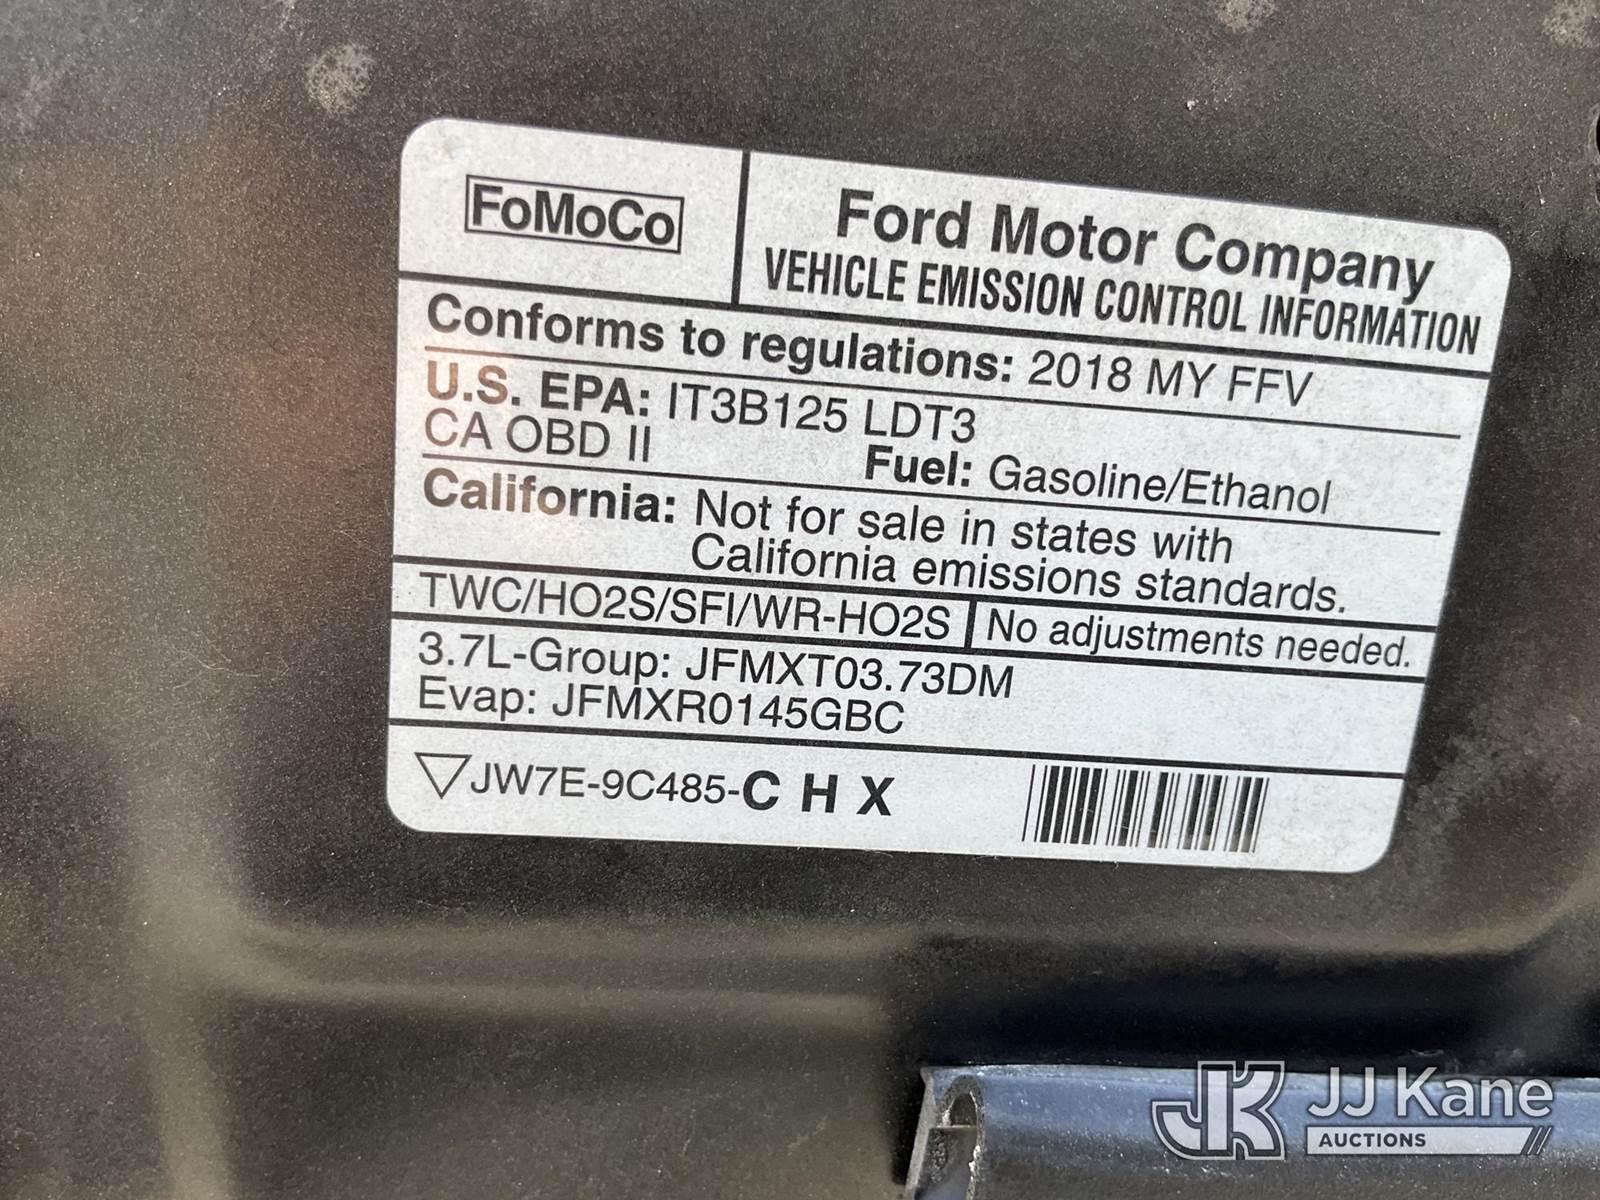 FoMoCo
Ford Motor Company
VEHICLE EMISSION CONTROL INFORMATION
Conforms to regulations: 2018 MY FFV
U.S. EPA: IT3B125 LDT3
CA OBD II
Fuel: Gasoline/Ethanol
California: Not for sale in states with
California emissions standards.
TWC/HO2S/SFI/WR-HO2S
No adjustments needed.
3.7L-Group: JFMXT03.73DM
Evap: JFMXR0145GBC
JW7E-9C485-C H X
JK JJ Kane
AUCTIONS